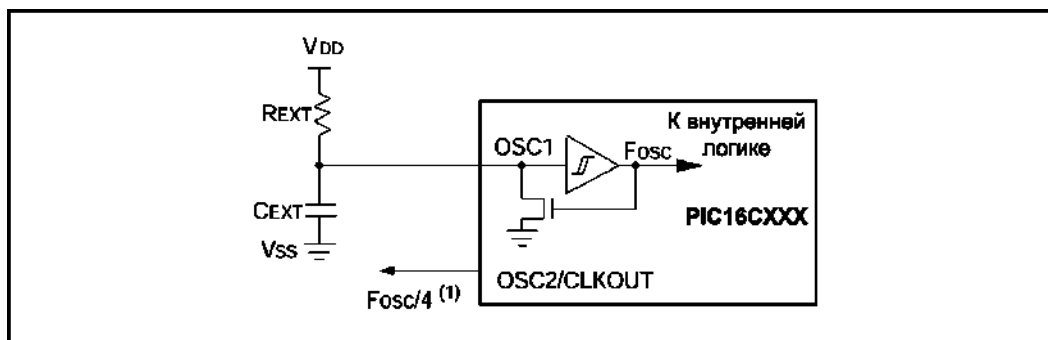 VDD
REXT
OSC1
Fosc
К внутренней
логике
CEXT
PIC16CXXX
VSS
OSC2/CLKOUT
Fosc/4 (1)